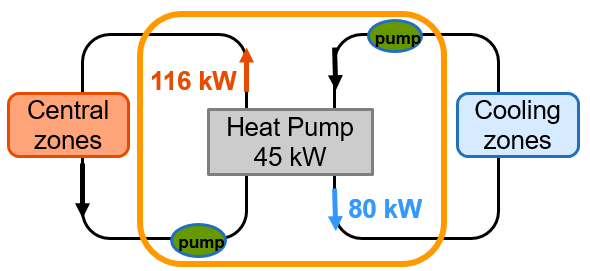 pump
116 kW
Central
zones
Heat Pump
45 kW
Cooling
zones
80 kW
pump